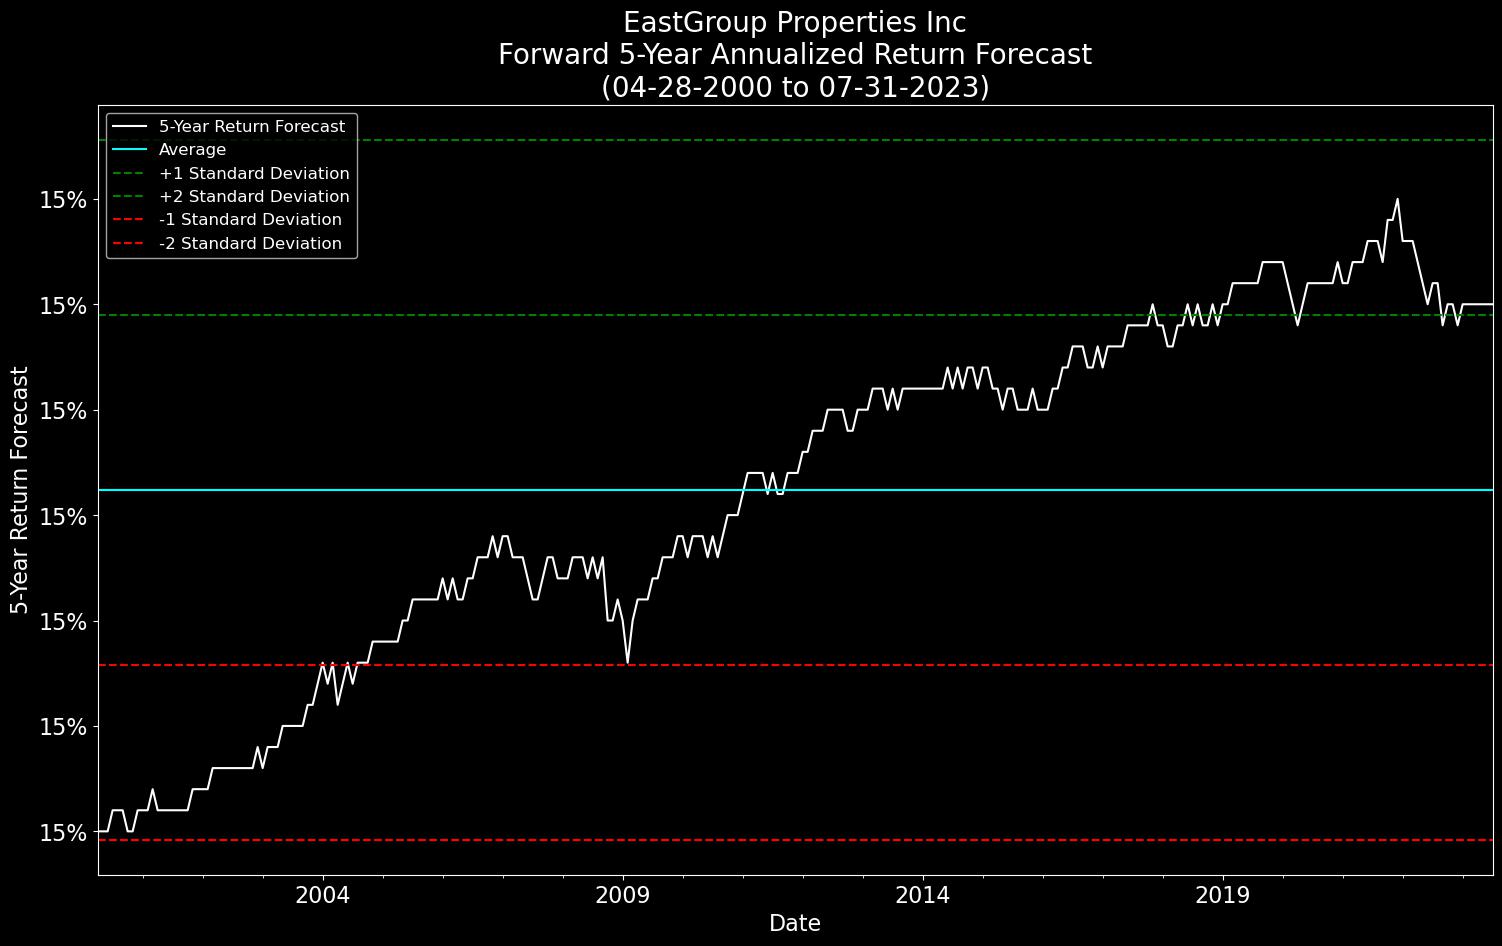 EastGroup Properties Inc
Forward 5-Year Annualized Return Forecast
(04-28-2000 to 07-31-2023)
5-Year Return Forecast
Average
+1 Standard Deviation
+2 Standard Deviation
-1 Standard Deviation
-2 Standard Deviation
15%
15%
15%
15%
15%
15%
15%
5-Year Return Forecast
2004
2009
2014
2019
Date